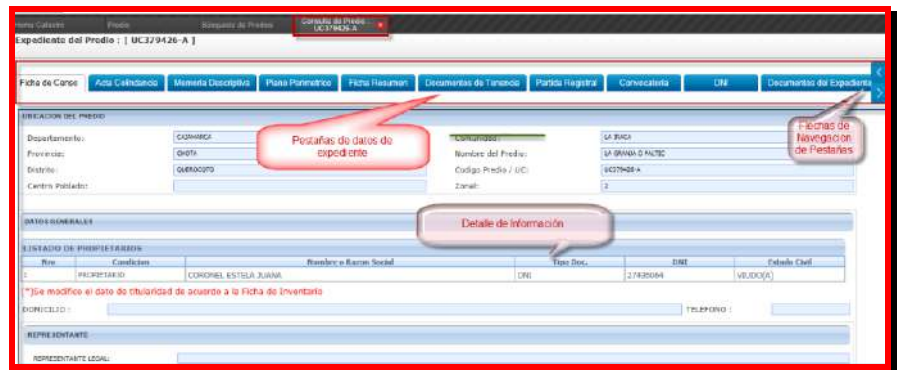 Home Catastro Predio Búsqueda de Predios Consulta de Predio...
UC379426-A
Expediente del Predio : [ UC379426-A ]
Ficha de Campo Acta Colindancia Memoria Descriptiva Plano Perimetrico Ficha Resumen Documentos de Tenencia Partida Registral Convocatoria DNI Documentos del Expediente
UBICACION DEL PREDIO
Departamento: CAJAMARCA Comunidad:
Provincia: CHOTA Nombre del Predio:
Distrito: QUEROCOTO Codigo Predio / UC: UC379426-A
Centro Poblado: Zonal: 2
Pestañas de datos de
expediente
Flechas de
Navegacion
de Pestañas
DATOS GENERALES
Detalle de Información
LISTADO DE PROPIETARIOS
Nro Condicion Nombre o Razon Social Tipo Doc. DNI Estado Civil
1 PROPIETARIO CORONEL ESTELA JUANA DNI 27435064 VIUDO(A)
(*)Se modifico el dato de titularidad de acuerdo a la Ficha de Inventario
DOMICILIO : TELEFONO :
REPRESENTANTE
REPRESENTANTE LEGAL: